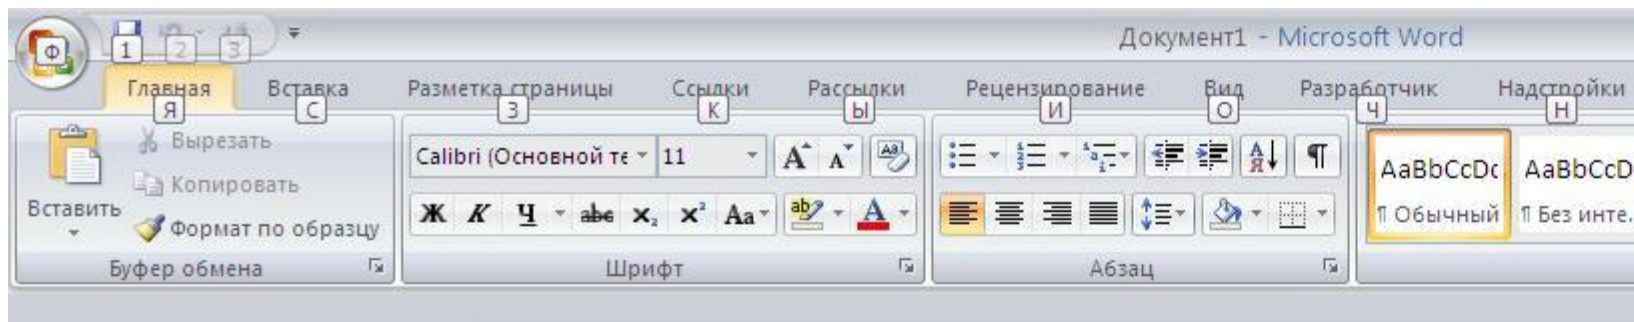 Документ1 - Microsoft Word
Ф 1 2 3
Главная Вставка Разметка страницы Ссылки Рассылки Рецензирование Вид Разработчик Надстройки
Я С З К Ы И О Ч Н
Вырезать
Копировать
Вставить
Формат по образцу
Буфер обмена
Calibri (Основной те 11 A A Aa
Ж К Ч abc x₂ x² Aa ab A
Шрифт
А Я ¶
Абзац
AaBbCcDc AaBbCcD
¶ Обычный ¶ Без инте.